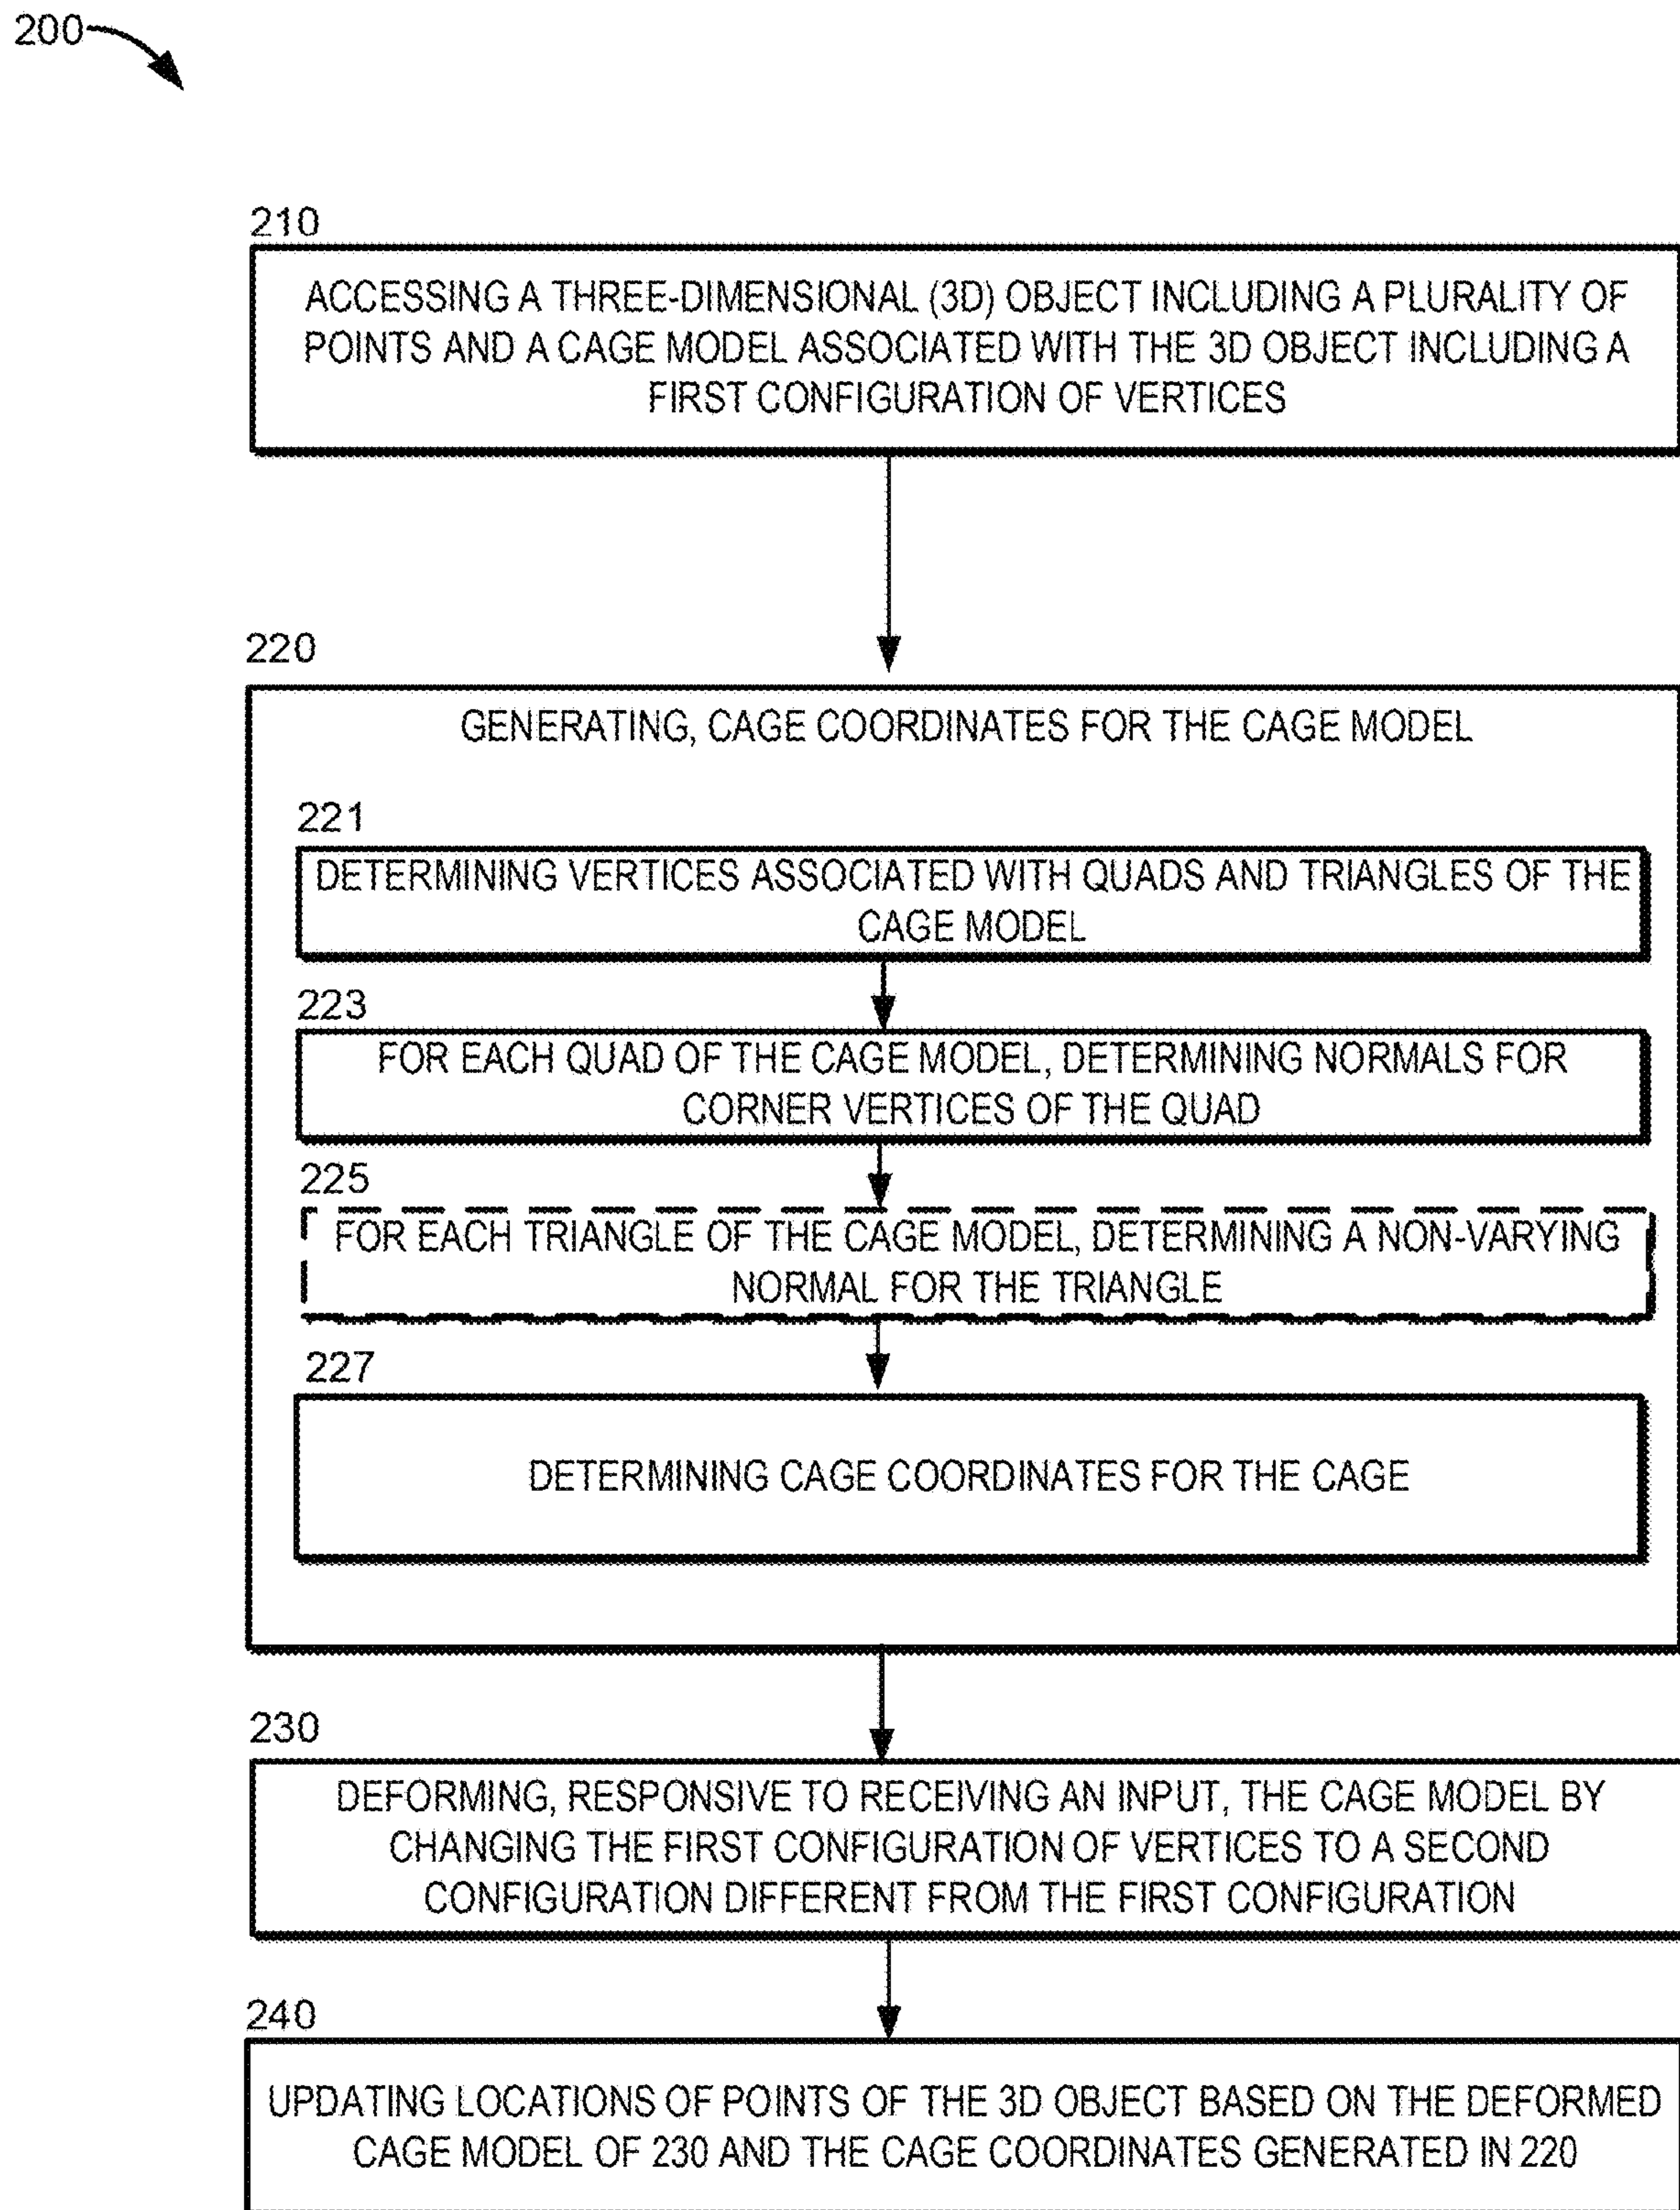 200
210
ACCESSING A THREE-DIMENSIONAL (3D) OBJECT INCLUDING A PLURALITY OF
POINTS AND A CAGE MODEL ASSOCIATED WITH THE 3D OBJECT INCLUDING A
FIRST CONFIGURATION OF VERTICES
220
GENERATING, CAGE COORDINATES FOR THE CAGE MODEL
221
DETERMINING VERTICES ASSOCIATED WITH QUADS AND TRIANGLES OF THE
CAGE MODEL
223
FOR EACH QUAD OF THE CAGE MODEL, DETERMINING NORMALS FOR
CORNER VERTICES OF THE QUAD
225
FOR EACH TRIANGLE OF THE CAGE MODEL, DETERMINING A NON-VARYING
NORMAL FOR THE TRIANGLE
227
DETERMINING CAGE COORDINATES FOR THE CAGE
230
DEFORMING, RESPONSIVE TO RECEIVING AN INPUT, THE CAGE MODEL BY
CHANGING THE FIRST CONFIGURATION OF VERTICES TO A SECOND
CONFIGURATION DIFFERENT FROM THE FIRST CONFIGURATION
240
UPDATING LOCATIONS OF POINTS OF THE 3D OBJECT BASED ON THE DEFORMED
CAGE MODEL OF 230 AND THE CAGE COORDINATES GENERATED IN 220